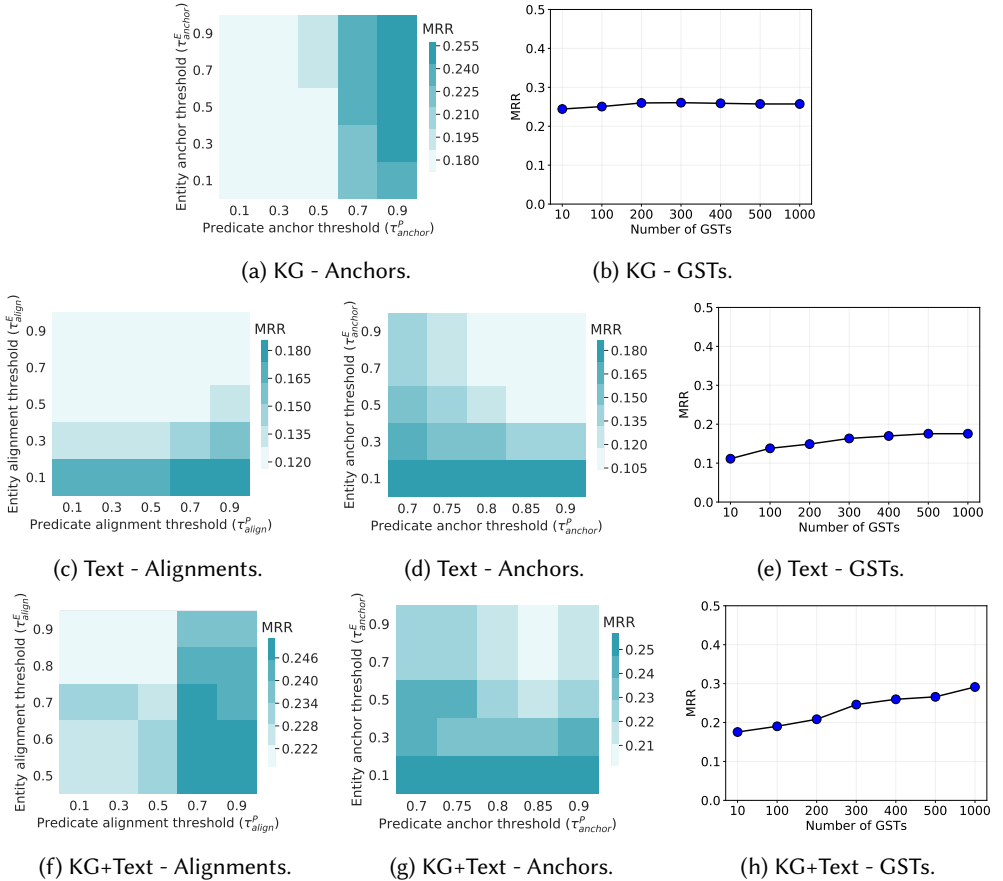 MRR
Entity anchor threshold (τ^E_anchor)
0.9
0.7
0.5
0.3
0.1
0.255
0.240
0.225
0.210
0.195
0.180
0.1 0.3 0.5 0.7 0.9
Predicate anchor threshold (τ^P_anchor)
(a) KG - Anchors.
MRR
0.5
0.4
0.3
0.2
0.1
0.0
10 100 200 300 400 500 1000
Number of GSTs
(b) KG - GSTs.
MRR
Entity alignment threshold (τ^E_align)
0.9
0.7
0.5
0.3
0.1
0.180
0.165
0.150
0.135
0.120
0.1 0.3 0.5 0.7 0.9
Predicate alignment threshold (τ^P_align)
(c) Text - Alignments.
MRR
Entity anchor threshold (τ^E_anchor)
0.9
0.7
0.5
0.3
0.1
0.180
0.165
0.150
0.135
0.120
0.105
0.7 0.75 0.8 0.85 0.9
Predicate anchor threshold (τ^P_anchor)
(d) Text - Anchors.
MRR
0.5
0.4
0.3
0.2
0.1
0.0
10 100 200 300 400 500 1000
Number of GSTs
(e) Text - GSTs.
MRR
Entity alignment threshold (τ^E_align)
0.9
0.8
0.7
0.6
0.5
0.246
0.240
0.234
0.228
0.222
0.1 0.3 0.5 0.7 0.9
Predicate alignment threshold (τ^P_align)
(f) KG+Text - Alignments.
MRR
Entity anchor threshold (τ^E_anchor)
0.9
0.7
0.5
0.3
0.1
0.25
0.24
0.23
0.22
0.21
0.7 0.75 0.8 0.85 0.9
Predicate anchor threshold (τ^P_anchor)
(g) KG+Text - Anchors.
MRR
0.5
0.4
0.3
0.2
0.1
0.0
10 100 200 300 400 500 1000
Number of GSTs
(h) KG+Text - GSTs.